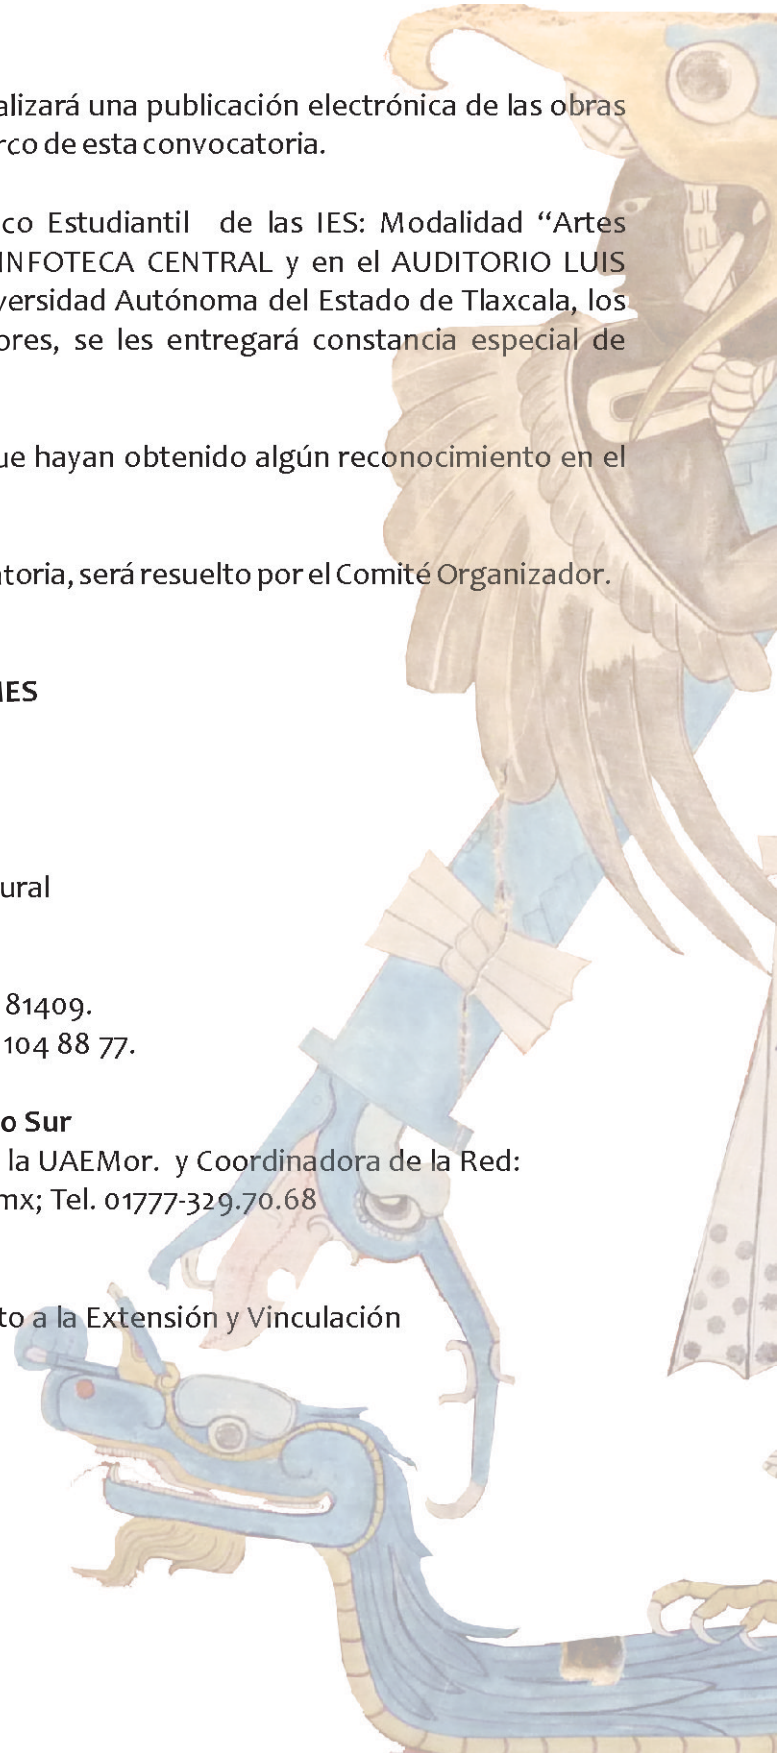 alizará una publicación electrónica de las obras
rco de esta convocatoria.
co Estudiantil de las IES: Modalidad “Artes
INFOTECA CENTRAL y en el AUDITORIO LUIS
versidad Autónoma del Estado de Tlaxcala, los
ores, se les entregará constancia especial de
ue hayan obtenido algún reconocimiento en el
atoria, será resuelto por el Comité Organizador.
MES
ural
81409.
104 88 77.
o Sur
la UAEMor. y Coordinadora de la Red:
mx; Tel. 01777-329.70.68
to a la Extensión y Vinculación